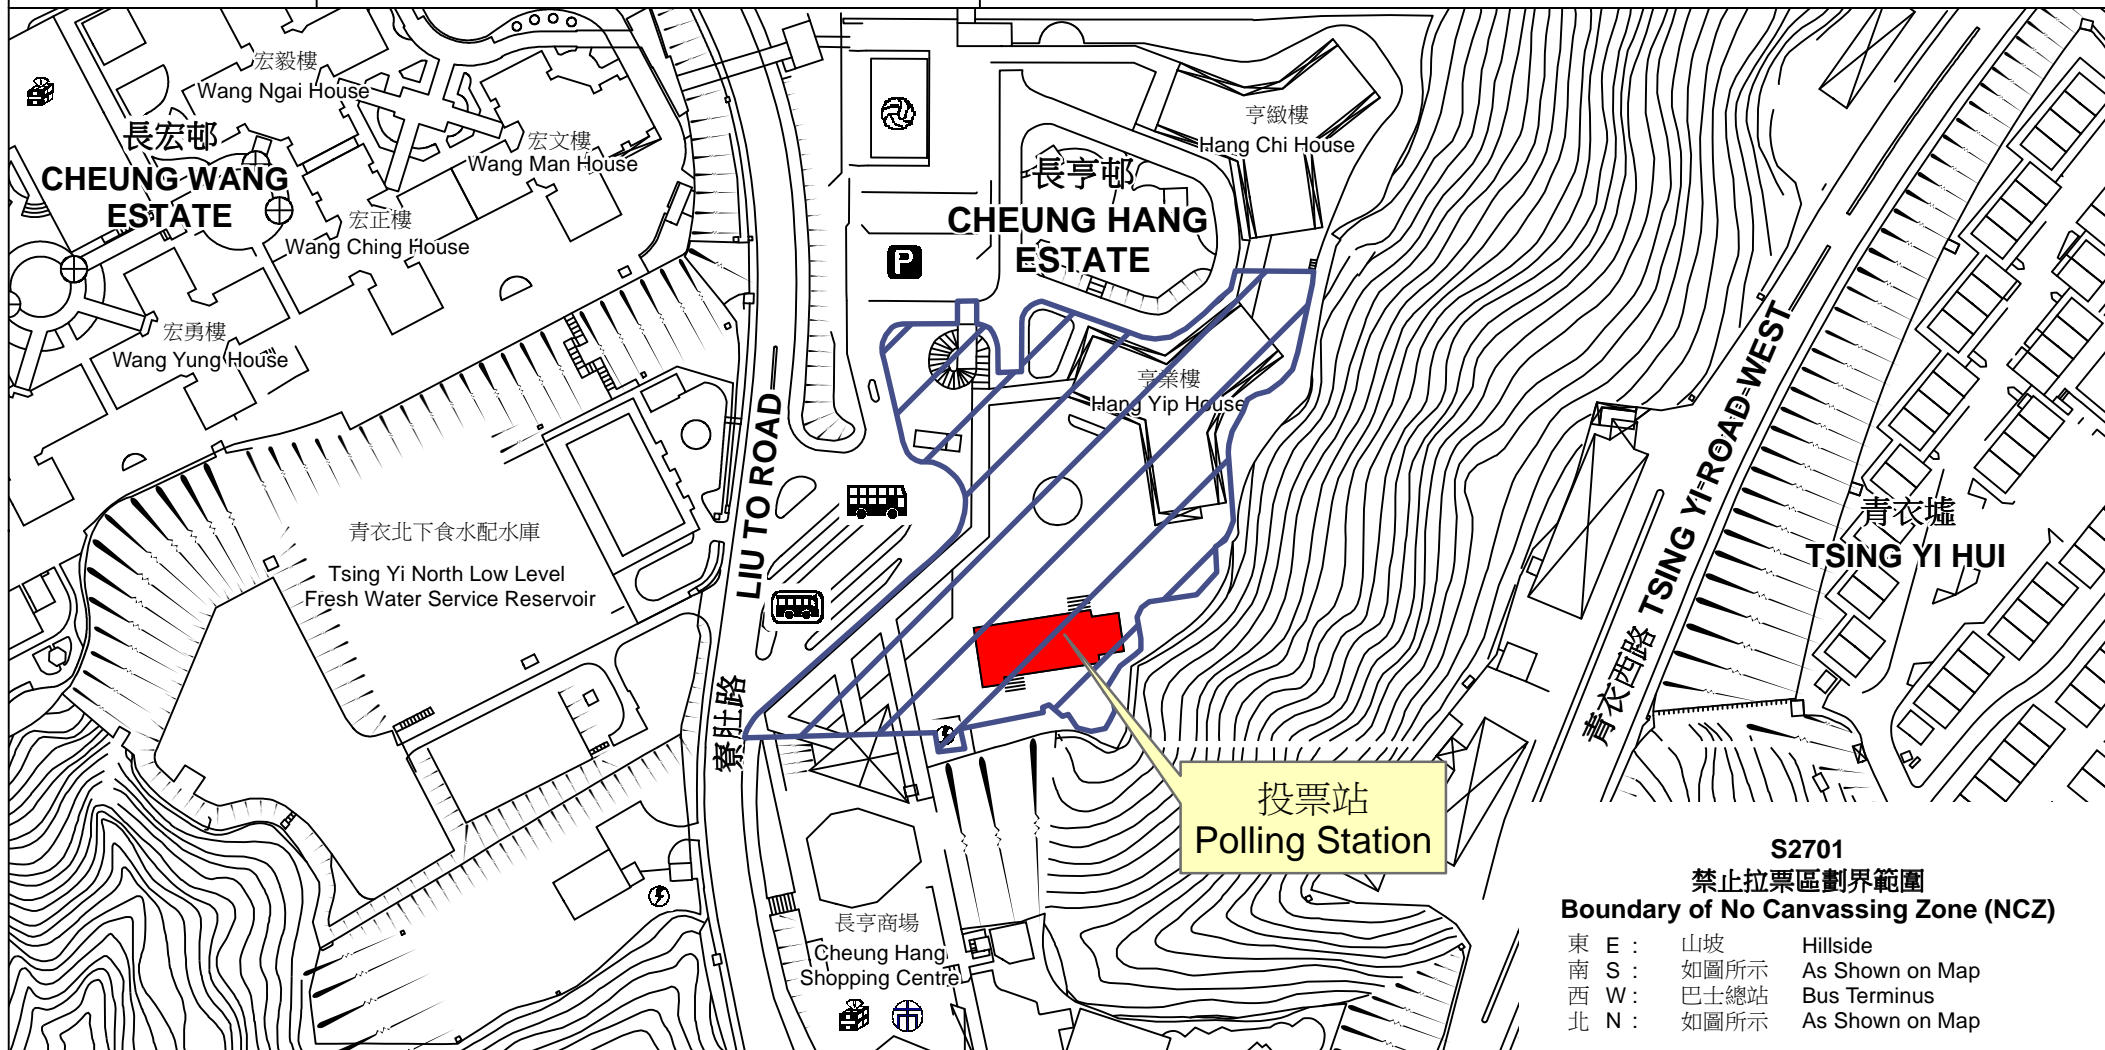 宏毅樓
Wang Ngai House
長宏邨
CHEUNG WANG
ESTATE
宏文樓
Wang Man House
宏正樓
Wang Ching House
宏勇樓
Wang Yung House
亨緻樓
Hang Chi House
長亨邨
CHEUNG HANG
ESTATE
P
亨業樓
Hang Yip House
青衣北下食水配水庫
Tsing Yi North Low Level
Fresh Water Service Reservoir
寮肚路 LIU TO ROAD
青衣西路 TSING YI ROAD WEST
青衣墟
TSING YI HUI
投票站
Polling Station
長亨商場
Cheung Hang
Shopping Centre
S2701
禁止拉票區劃界範圍
Boundary of No Canvassing Zone (NCZ)
東 E : 山坡 Hillside
南 S : 如圖所示 As Shown on Map
西 W : 巴士總站 Bus Terminus
北 N : 如圖所示 As Shown on Map